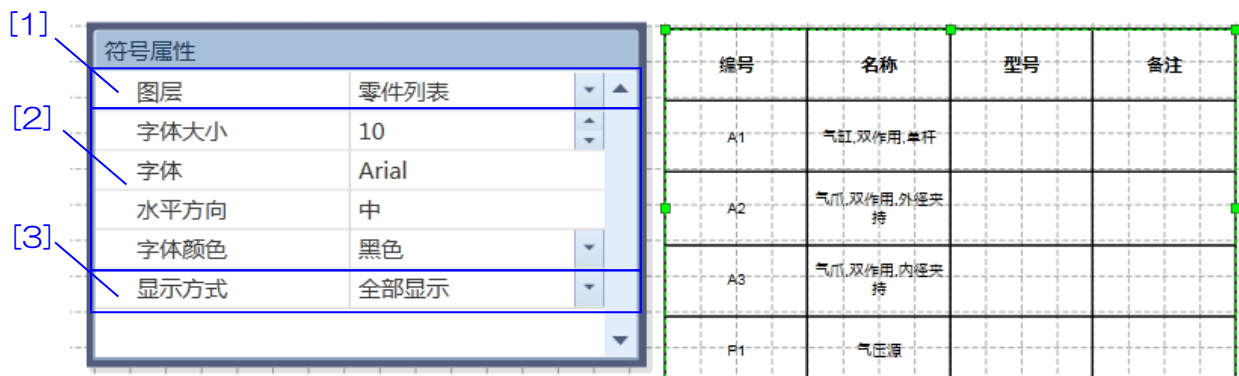 [1]
符号属性
图层 零件列表
[2]
字体大小 10
字体 Arial
水平方向 中
[3]
字体颜色 黑色
显示方式 全部显示
编号 名称 型号 备注
A1 气缸,双作用,单杆
A2 气爪,双作用,外径夹
持
A3 气爪,双作用,内径夹
持
P1 气压源